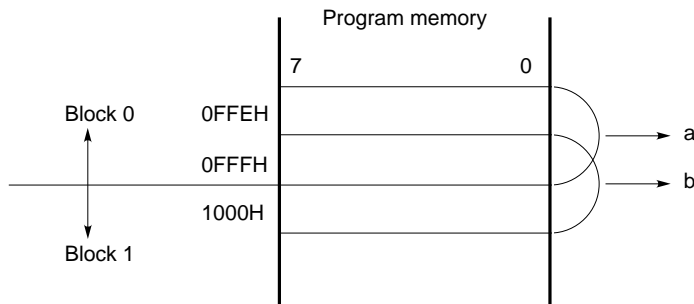 Program memory
7 0
Block 0
0FFEH
a
0FFFH
b
1000H
Block 1